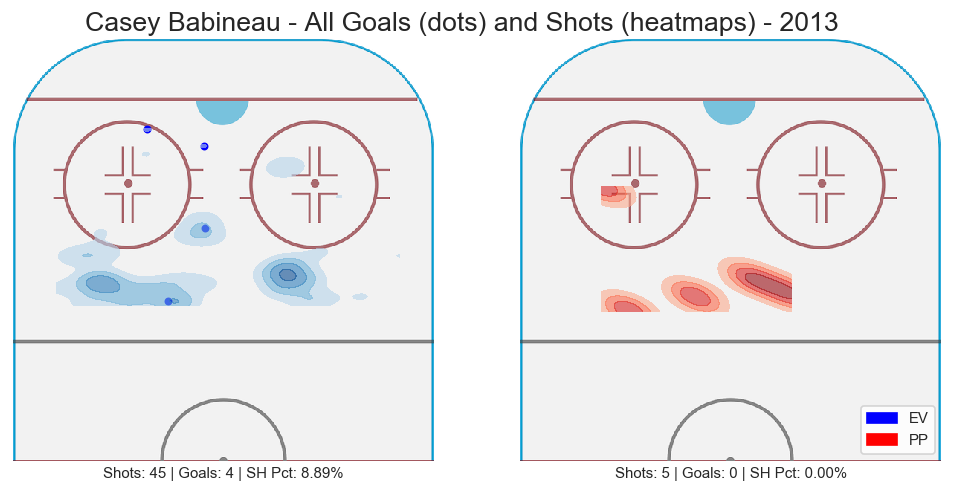 Casey Babineau - All Goals (dots) and Shots (heatmaps) - 2013
EV
PP
Shots: 45 | Goals: 4 | SH Pct: 8.89%
Shots: 5 | Goals: 0 | SH Pct: 0.00%